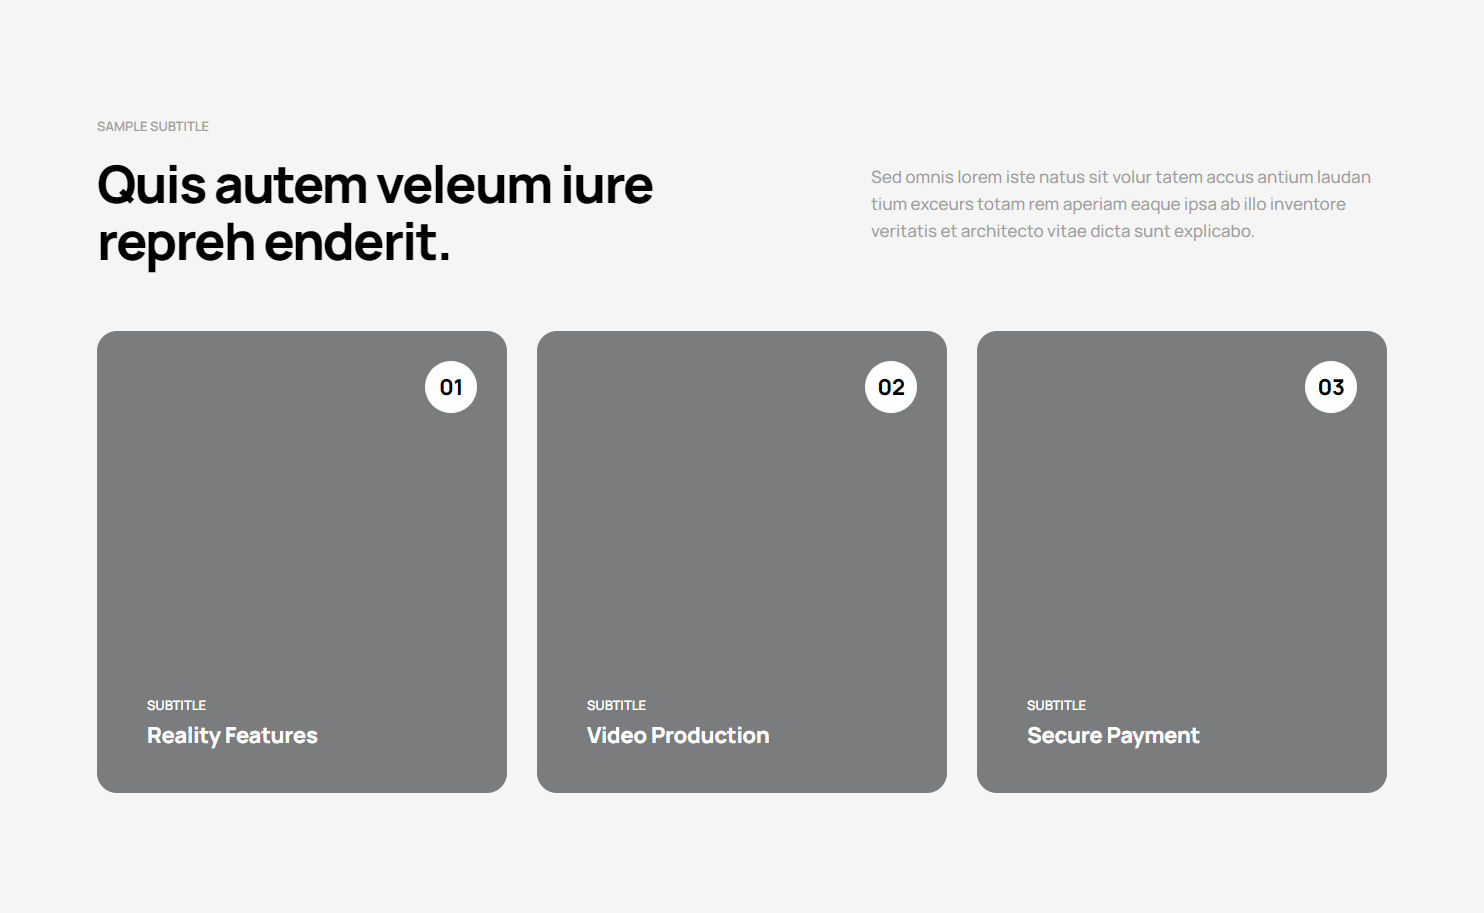 SAMPLE SUBTITLE
Quis autem veleum iure
repreh enderit.
Sed omnis lorem iste natus sit volur tatem accus antium laudan
tium exceurs totam rem aperiam eaque ipsa ab illo inventore
veritatis et architecto vitae dicta sunt explicabo.
01
SUBTITLE
Reality Features
02
SUBTITLE
Video Production
03
SUBTITLE
Secure Payment